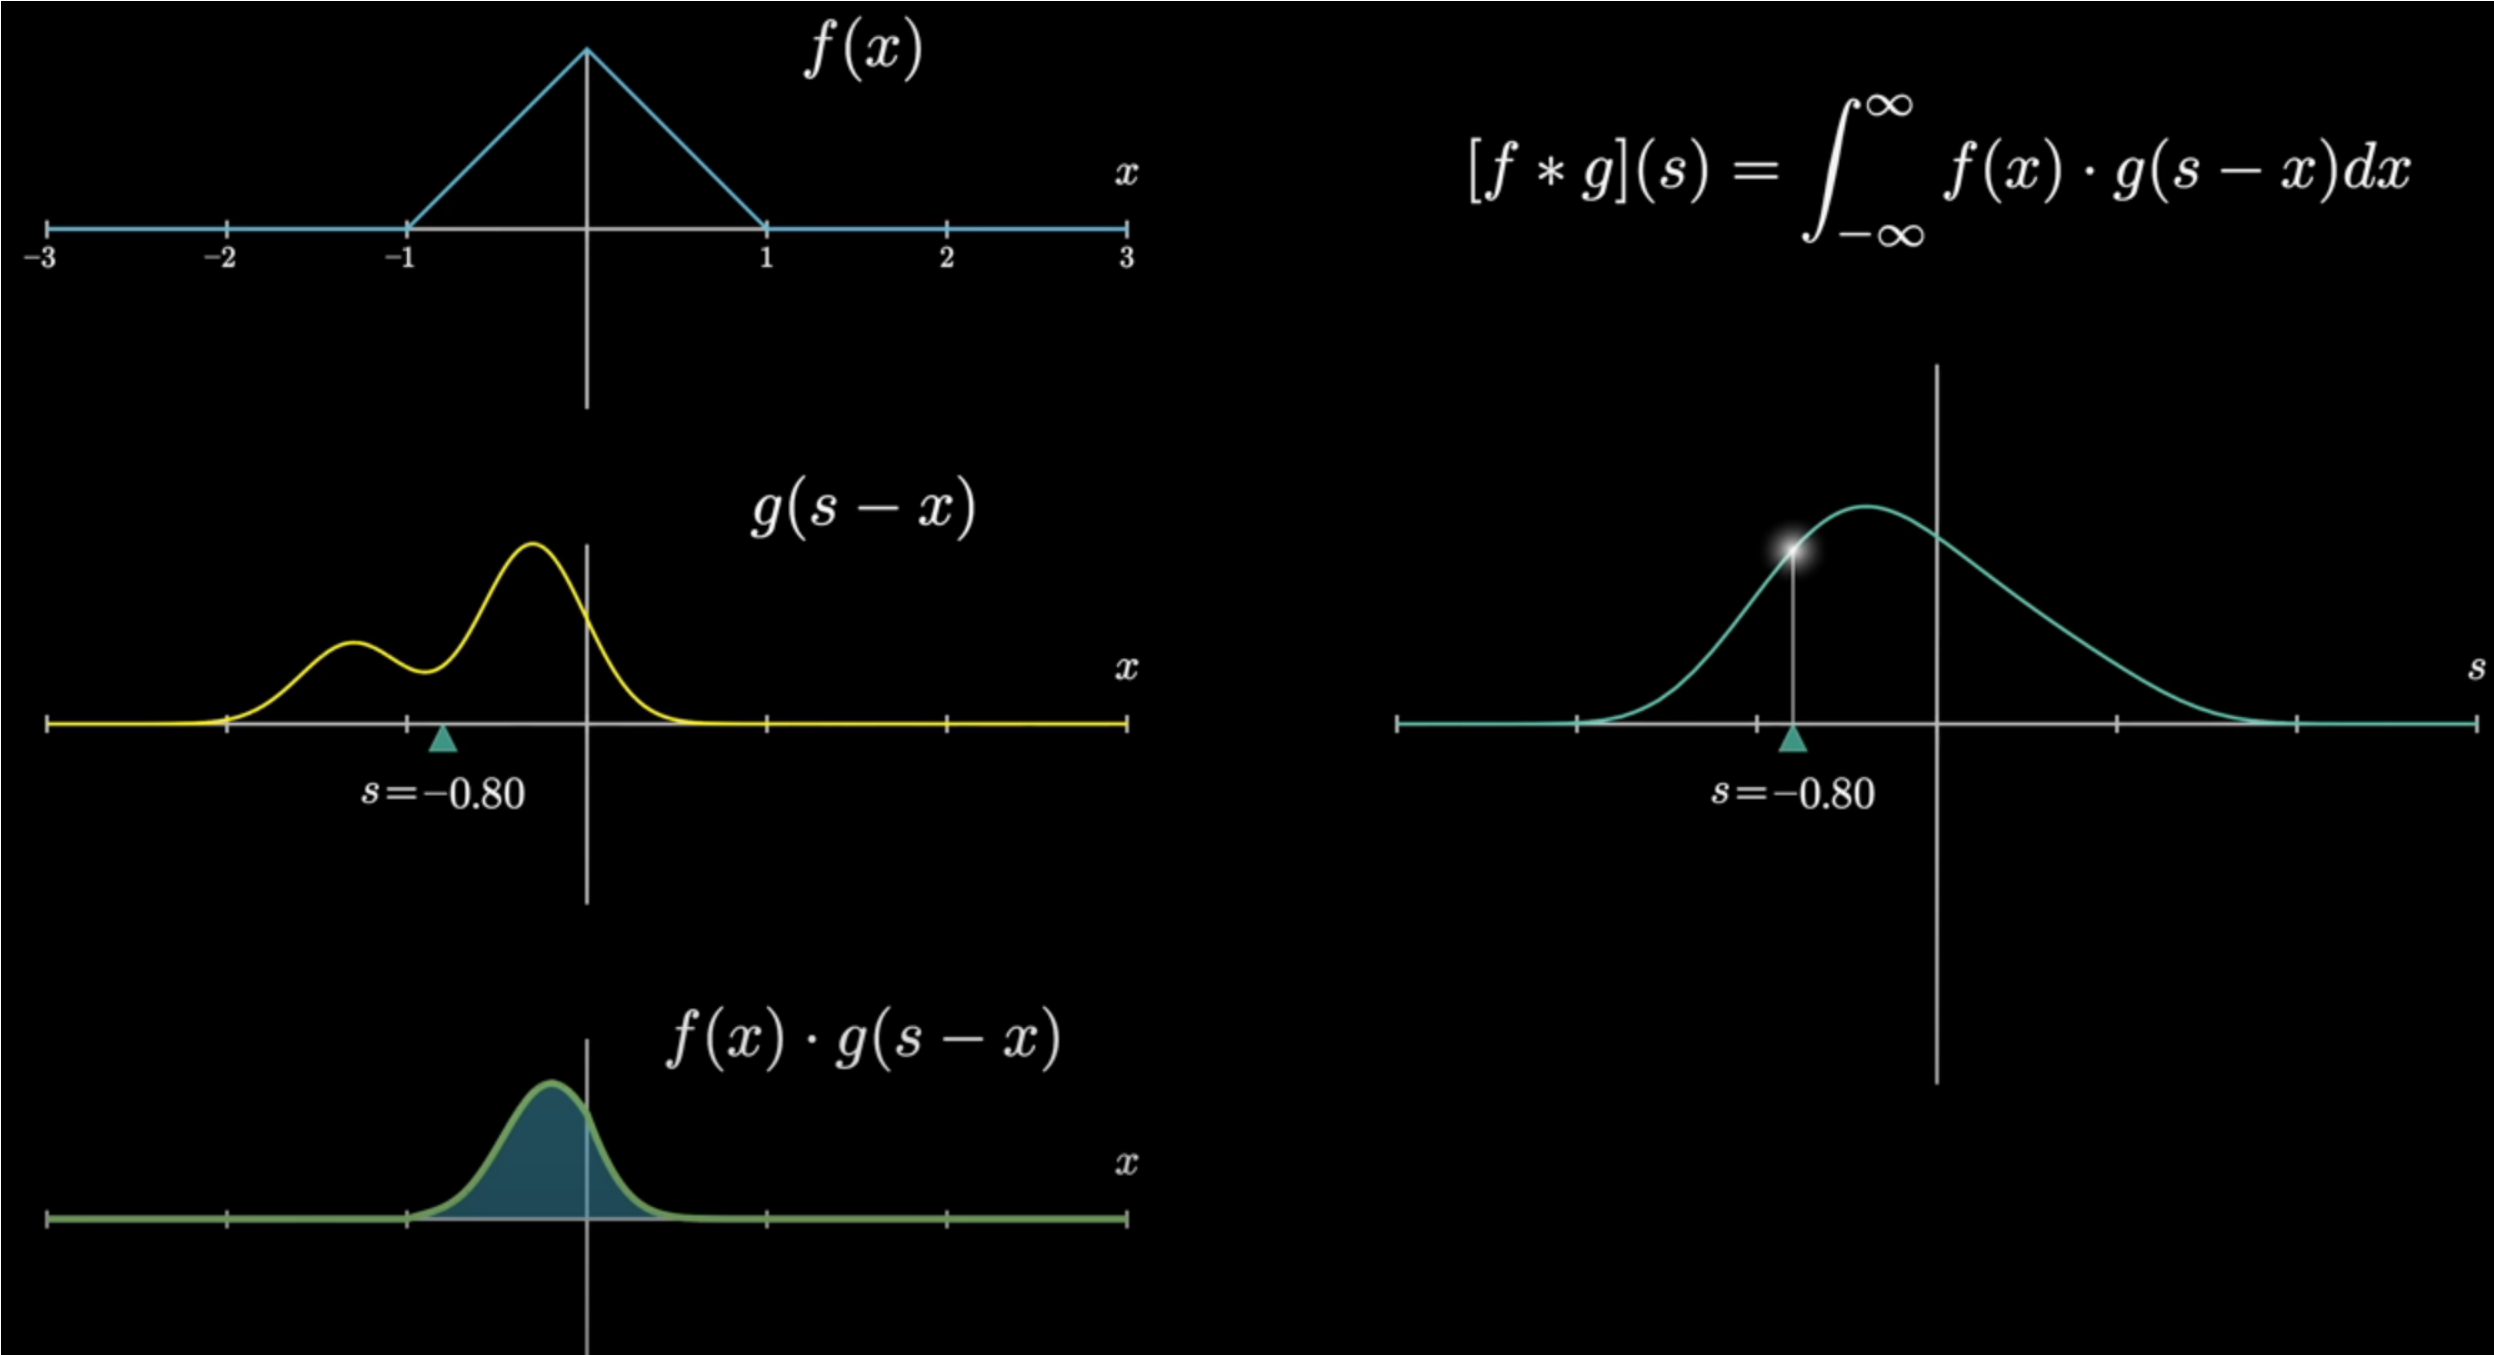 f(x)
x
−3 −2 −1 1 2 3
[f * g](s) = ∫_{−∞}^{∞} f(x) · g(s − x)dx
g(s − x)
x
s=−0.80
s
s=−0.80
f(x) · g(s − x)
x